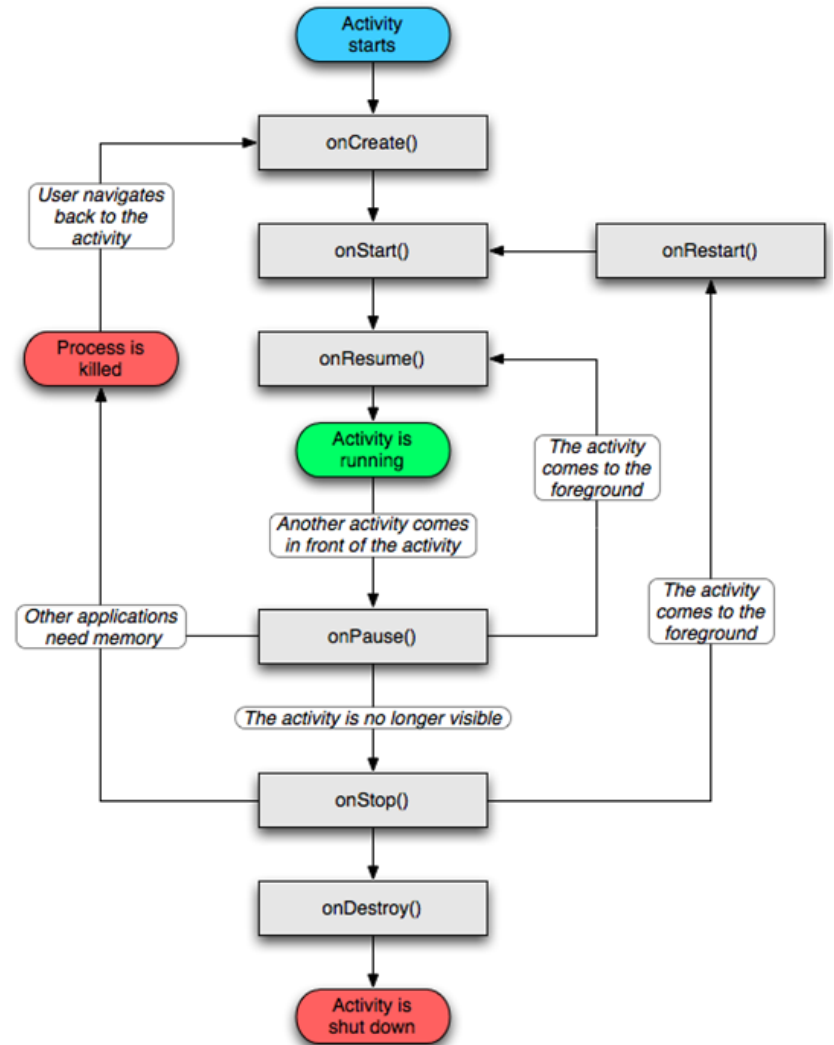 Activity
starts
onCreate()
User navigates
back to the
activity
onStart()
onRestart()
Process is
killed
onResume()
Activity is
running
The activity
comes to the
foreground
Another activity comes
in front of the activity
The activity
comes to the
foreground
Other applications
need memory
onPause()
The activity is no longer visible
onStop()
onDestroy()
Activity is
shut down